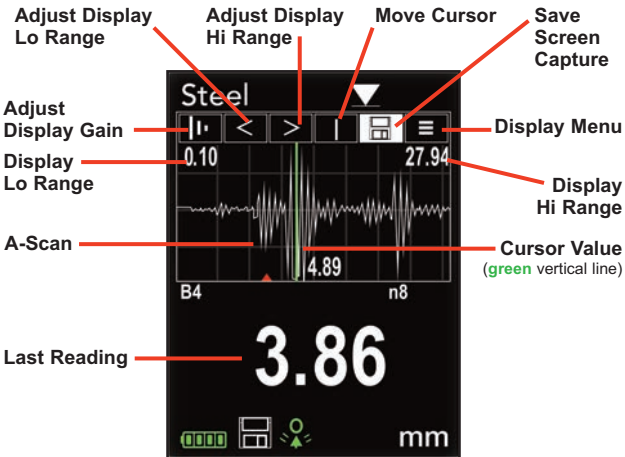 Adjust Display
Lo Range
Adjust Display
Hi Range
Move Cursor
Save
Screen
Capture
Steel
Adjust
Display Gain
< >
Display Menu
Display
Lo Range
0.10
27.94
Display
Hi Range
A-Scan
Cursor Value
(green vertical line)
4.89
B4
n8
Last Reading
3.86
mm